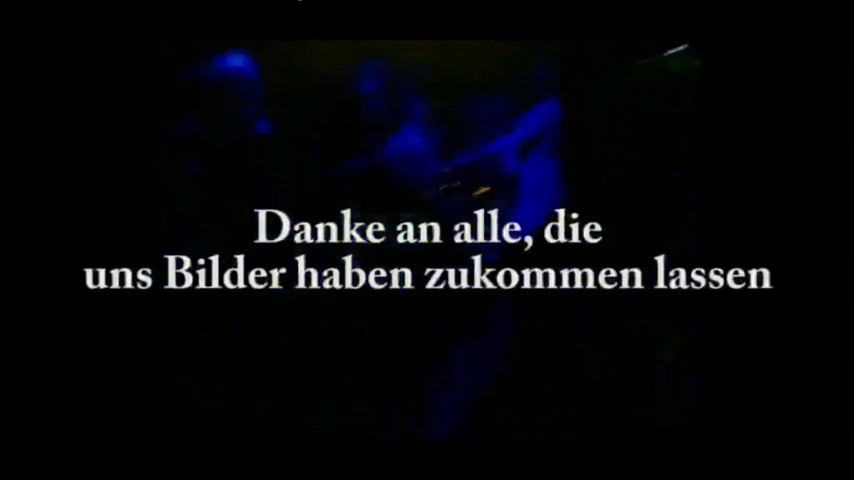 Danke an alle, die
uns Bilder haben zukommen lassen